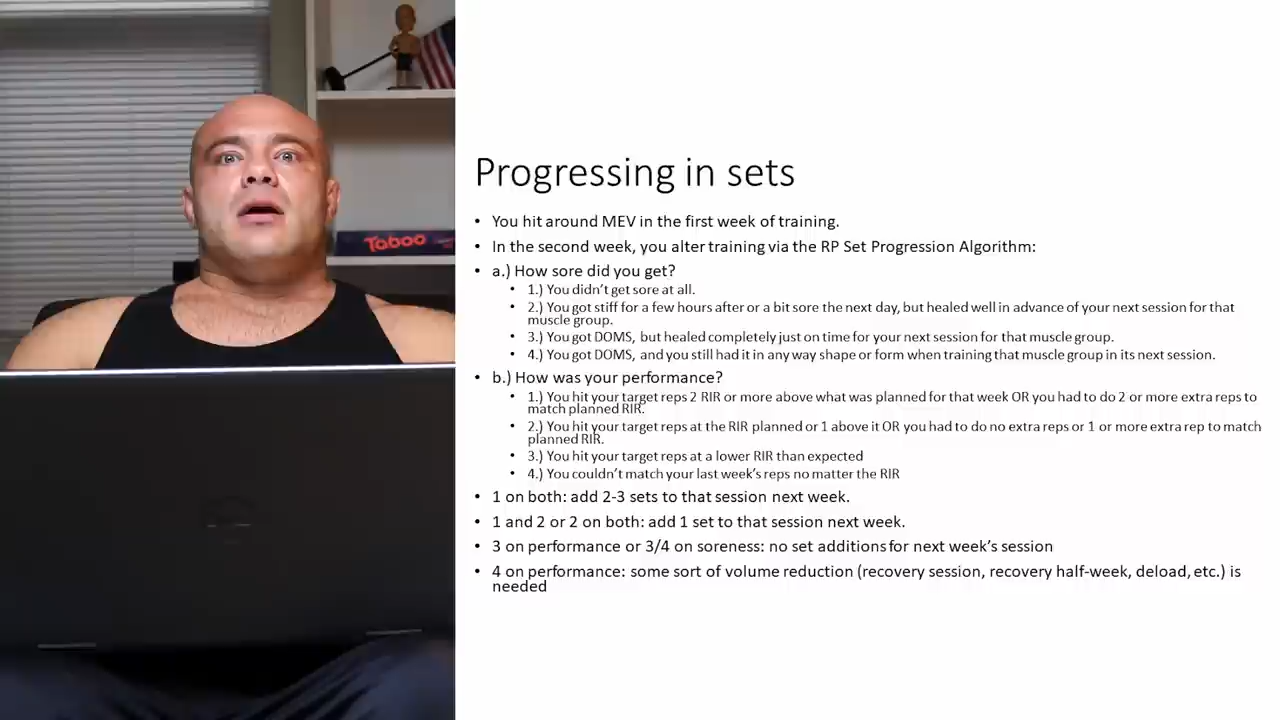 Taboo
Progressing in sets
• You hit around MEV in the first week of training.
• In the second week, you alter training via the RP Set Progression Algorithm:
• a.) How sore did you get?
• 1.) You didn't get sore at all.
• 2.) You got stiff for a few hours after or a bit sore the next day, but healed well in advance of your next session for that
muscle group.
• 3.) You got DOMS, but healed completely just on time for your next session for that muscle group.
• 4.) You got DOMS, and you still had it in any way shape or form when training that muscle group in its next session.
• b.) How was your performance?
• 1.) You hit your target reps 2 RIR or more above what was planned for that week OR you had to do 2 or more extra reps to
match planned RIR.
• 2.) You hit your target reps at the RIR planned or 1 above it OR you had to do no extra reps or 1 or more extra rep to match
planned RIR.
• 3.) You hit your target reps at a lower RIR than expected
• 4.) You couldn't match your last week's reps no matter the RIR
• 1 on both: add 2-3 sets to that session next week.
• 1 and 2 or 2 on both: add 1 set to that session next week.
• 3 on performance or 3/4 on soreness: no set additions for next week's session
• 4 on performance: some sort of volume reduction (recovery session, recovery half-week, deload, etc.) is
needed